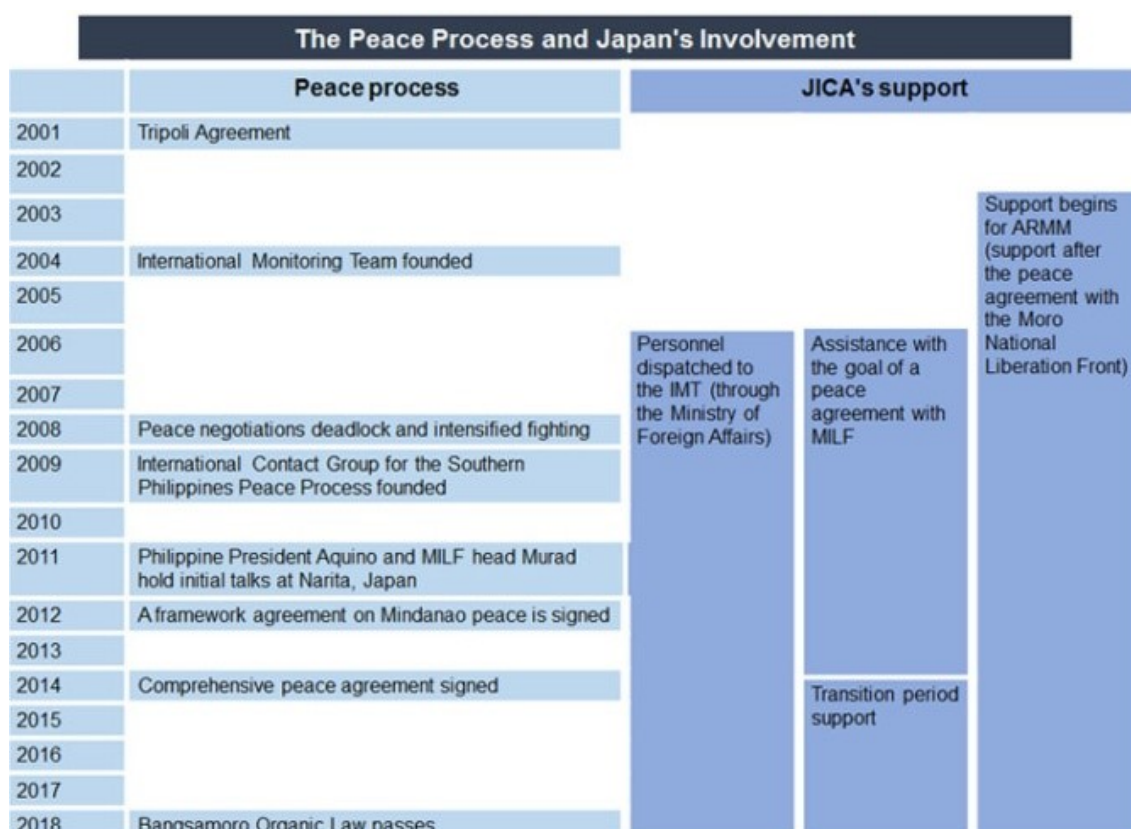 The Peace Process and Japan's Involvement
Peace process
JICA's support
2001
Tripoli Agreement
2002
2003
2004
International Monitoring Team founded
2005
2006
2007
2008
Peace negotiations deadlock and intensified fighting
2009
International Contact Group for the Southern
Philippines Peace Process founded
2010
2011
Philippine President Aquino and MILF head Murad
hold initial talks at Narita, Japan
2012
A framework agreement on Mindanao peace is signed
2013
2014
Comprehensive peace agreement signed
2015
2016
2017
2018
Bangsamoro Organic Law passes
Personnel
dispatched to
the IMT (through
the Ministry of
Foreign Affairs)
Assistance with
the goal of a
peace
agreement with
MILF
Transition period
support
Support begins
for ARMM
(support after
the peace
agreement with
the Moro
National
Liberation Front)